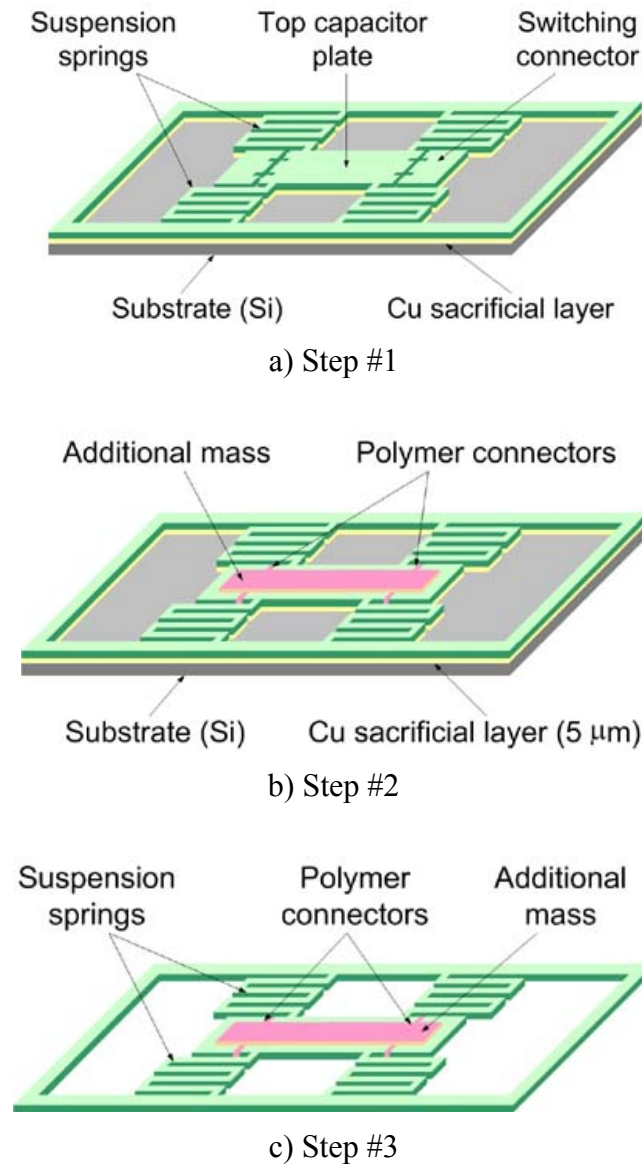 Suspension springs
Top capacitor plate
Switching connector
Substrate (Si)
Cu sacrificial layer
a) Step #1
Additional mass
Polymer connectors
Substrate (Si)
Cu sacrificial layer (5 μm)
b) Step #2
Suspension springs
Polymer connectors
Additional mass
c) Step #3